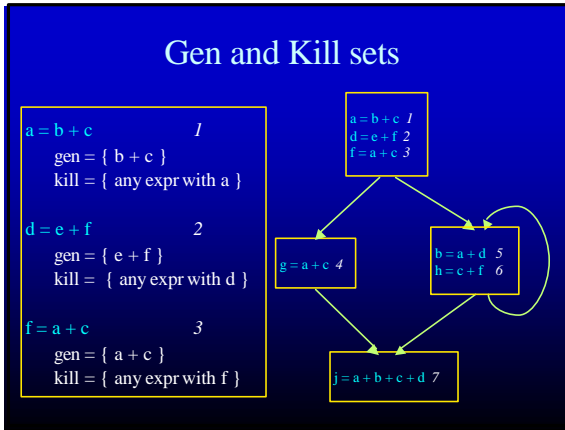 Gen and Kill sets
a = b + c 1
gen = { b + c }
kill = { any expr with a }
d = e + f 2
gen = { e + f }
kill = { any expr with d }
f = a + c 3
gen = { a + c }
kill = { any expr with f }
a = b + c 1
d = e + f 2
f = a + c 3
g = a + c 4
b = a + d 5
h = c + f 6
j = a + b + c + d 7